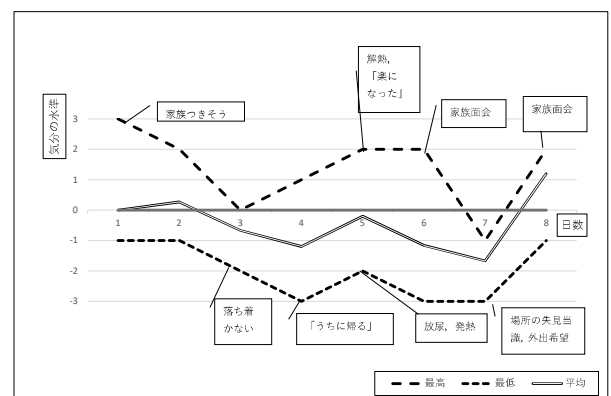 解熱,
「楽に
なった」
気分の水準
家族つきそう
家族面会
家族面会
3
2
1
0
-1
-2
-3
1
2
3
4
5
6
7
8
日数
落ち着
かない
「うちに帰る」
放尿, 発熱
場所の失見当
識, 外出希望
最高
最低
平均